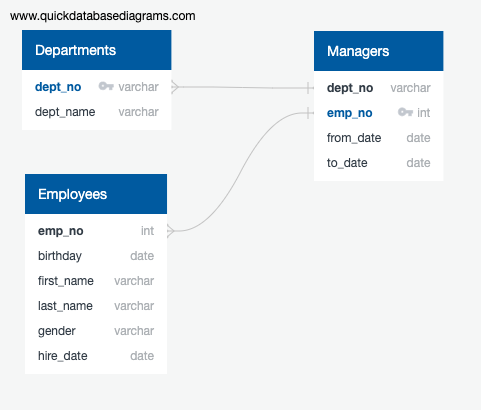 www.quickdatabasediagrams.com
Departments
dept_no varchar
dept_name varchar
Managers
dept_no varchar
emp_no int
from_date date
to_date date
Employees
emp_no int
birthday date
first_name varchar
last_name varchar
gender varchar
hire_date date